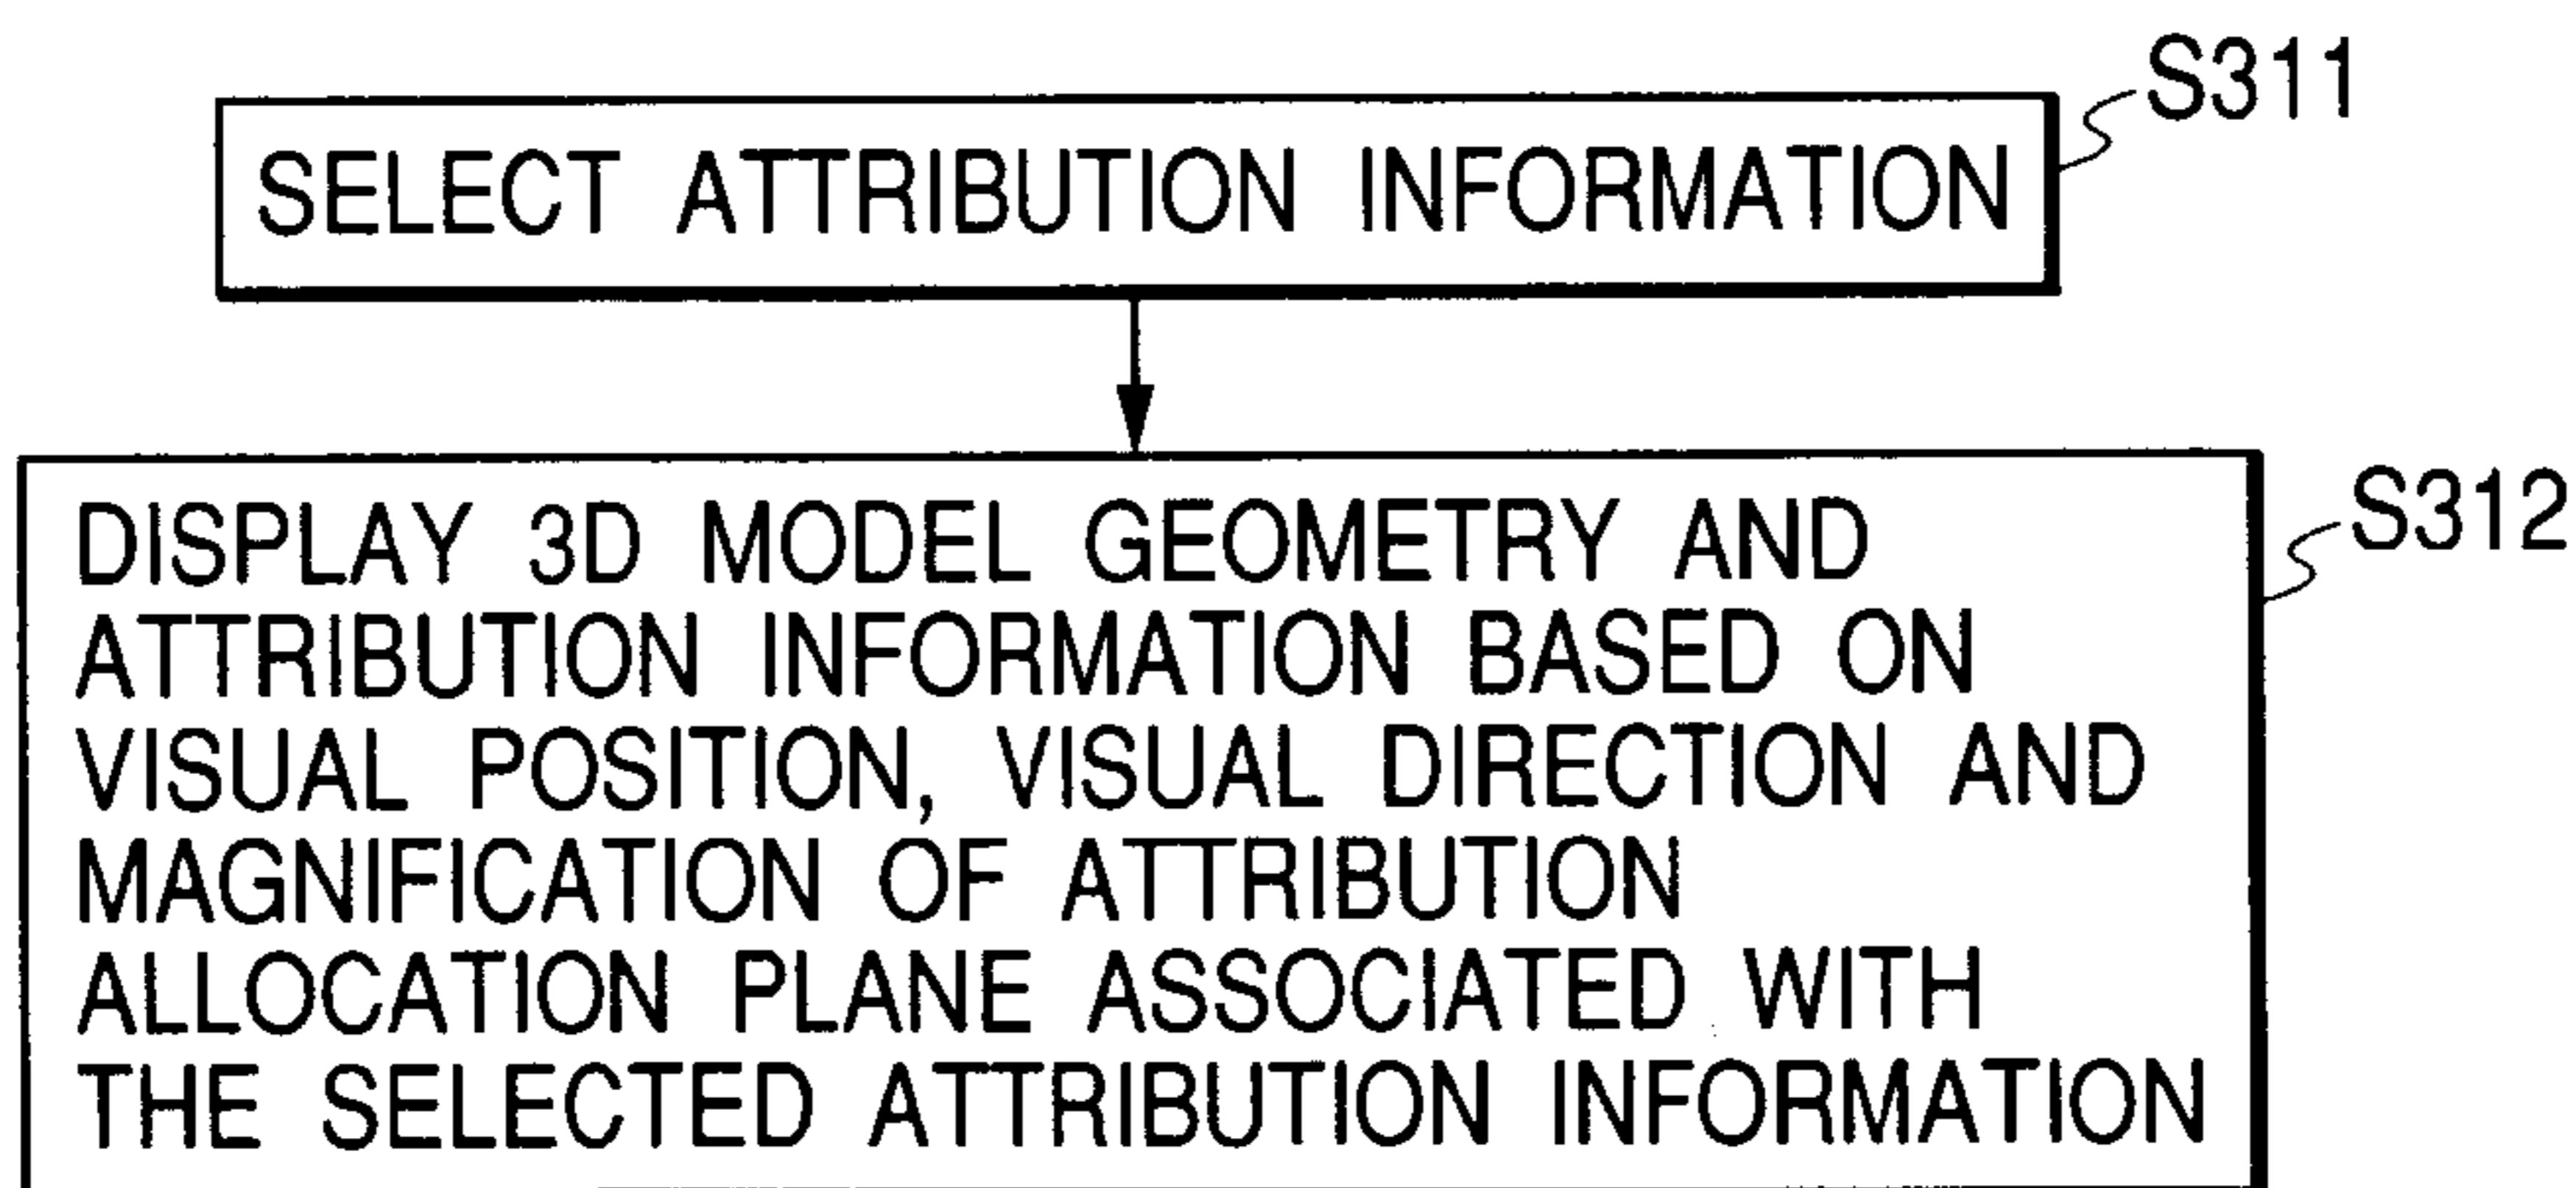 S311
SELECT ATTRIBUTION INFORMATION
S312
DISPLAY 3D MODEL GEOMETRY AND
ATTRIBUTION INFORMATION BASED ON
VISUAL POSITION, VISUAL DIRECTION AND
MAGNIFICATION OF ATTRIBUTION
ALLOCATION PLANE ASSOCIATED WITH
THE SELECTED ATTRIBUTION INFORMATION